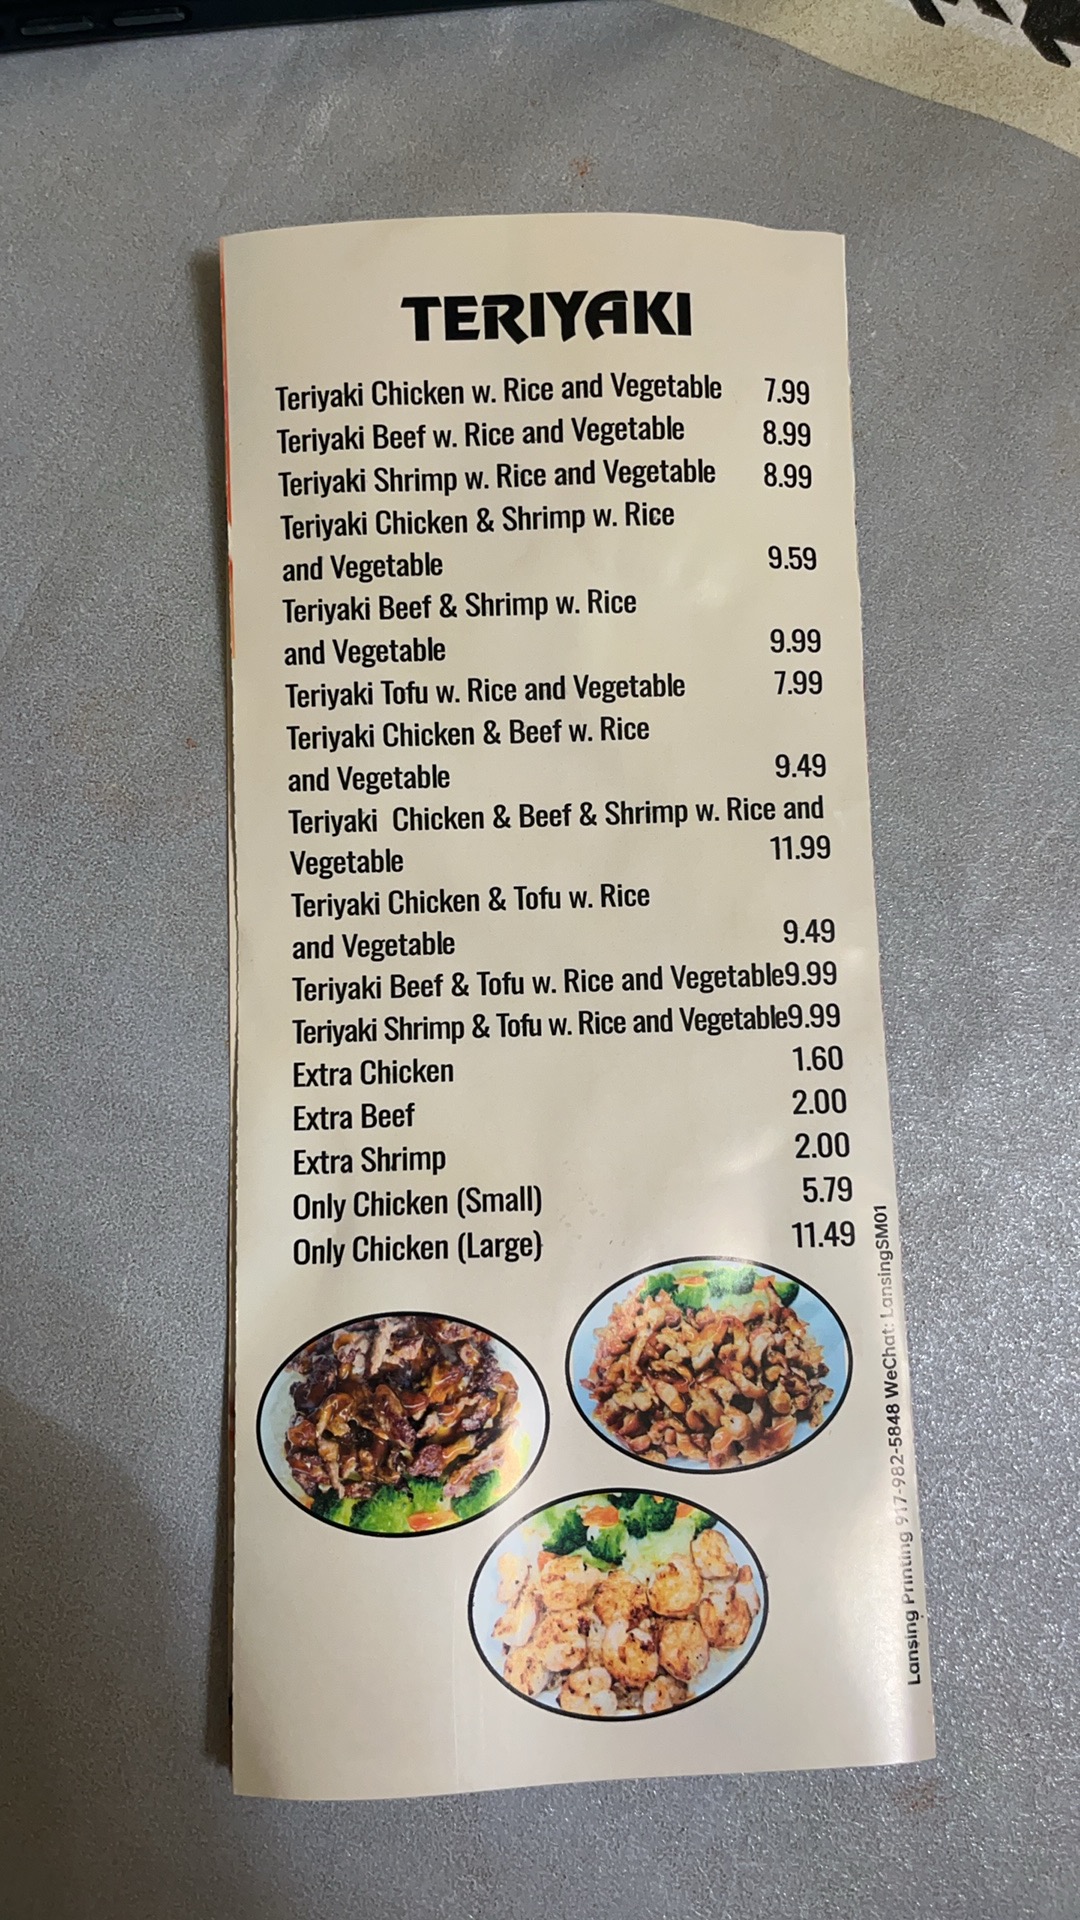 TERIYAKI
Teriyaki Chicken w. Rice and Vegetable 7.99
Teriyaki Beef w. Rice and Vegetable 8.99
Teriyaki Shrimp w. Rice and Vegetable 8.99
Teriyaki Chicken & Shrimp w. Rice
and Vegetable 9.59
Teriyaki Beef & Shrimp w. Rice
and Vegetable 9.99
Teriyaki Tofu w. Rice and Vegetable 7.99
Teriyaki Chicken & Beef w. Rice
and Vegetable 9.49
Teriyaki Chicken & Beef & Shrimp w. Rice and
Vegetable 11.99
Teriyaki Chicken & Tofu w. Rice
and Vegetable 9.49
Teriyaki Beef & Tofu w. Rice and Vegetable9.99
Teriyaki Shrimp & Tofu w. Rice and Vegetable9.99
Extra Chicken 1.60
Extra Beef 2.00
Extra Shrimp 2.00
Only Chicken (Small) 5.79
Only Chicken (Large) 11.49
Lansing Printing 917-982-5848 WeChat: LansingSM01